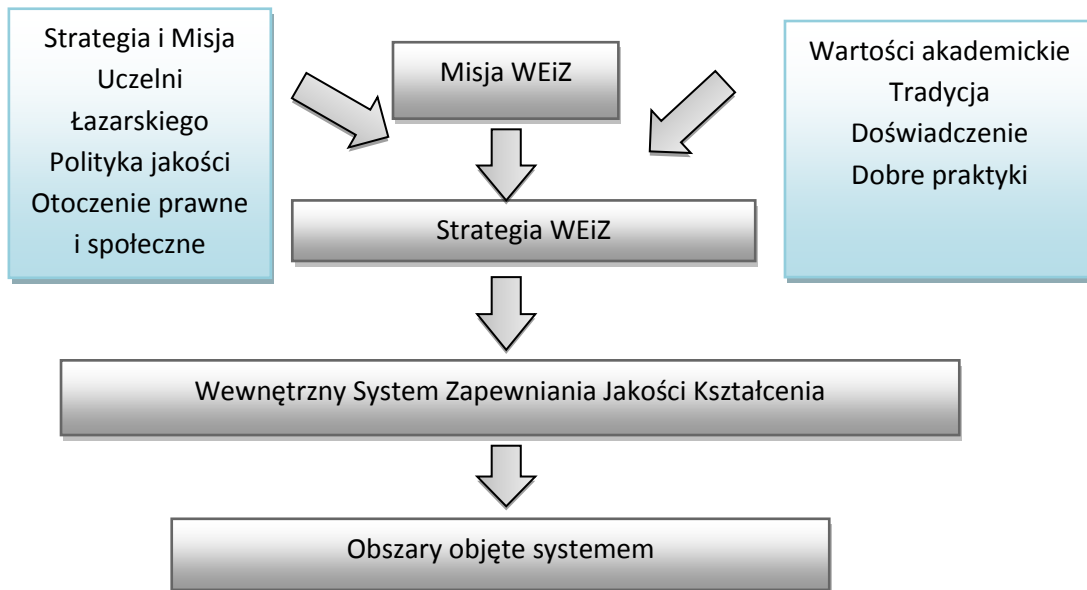 Strategia i Misja
Uczelni
Łazarskiego
Polityka jakości
Otoczenie prawne
i społeczne
Misja WEiZ
Wartości akademickie
Tradycja
Doświadczenie
Dobre praktyki
Strategia WEiZ
Wewnętrzny System Zapewniania Jakości Kształcenia
Obszary objęte systemem